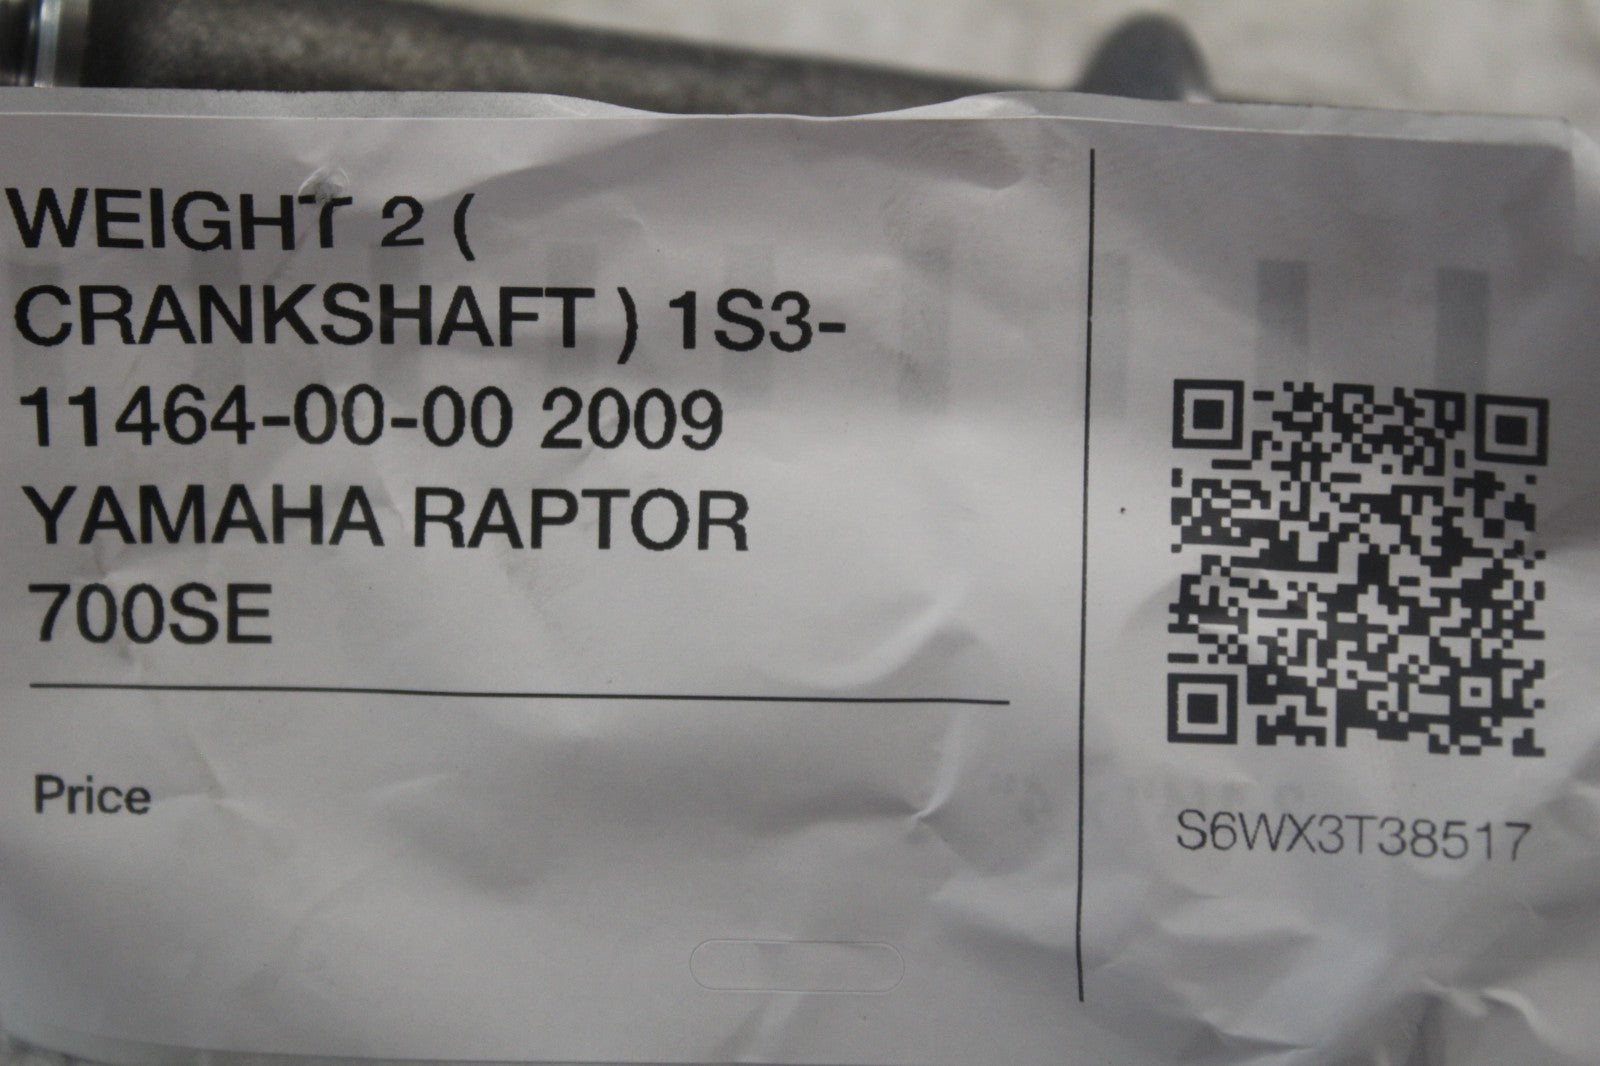 WEIGHT 2 (
CRANKSHAFT ) 1S3-
11464-00-00 2009
YAMAHA RAPTOR
700SE
Price
S6WX3T38517